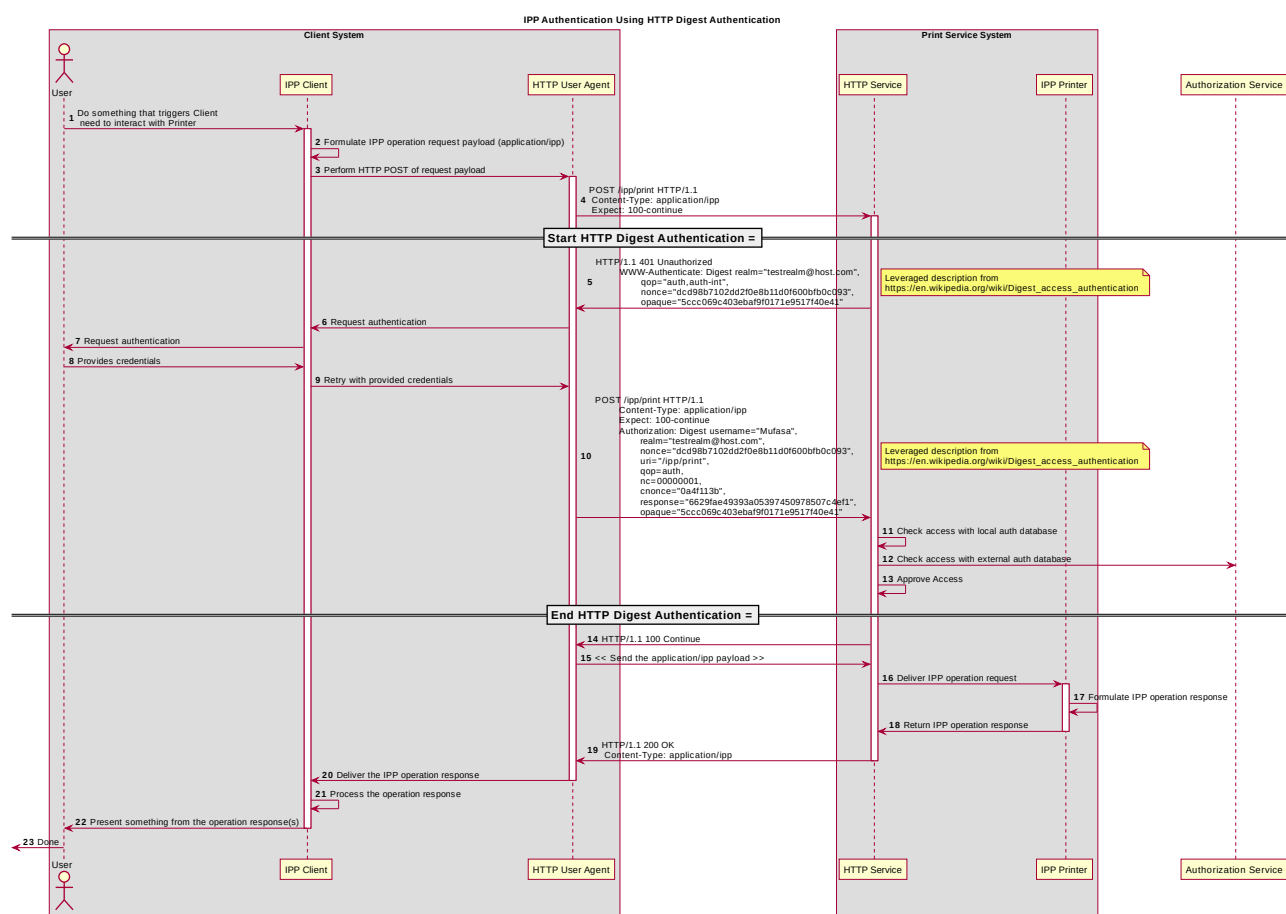 IPP Authentication Using HTTP Digest Authentication
Client System
Print Service System
User
IPP Client
HTTP User Agent
HTTP Service
IPP Printer
Authorization Service
1 Do something that triggers Client
need to interact with Printer
2 Formulate IPP operation request payload (application/ipp)
3 Perform HTTP POST of request payload
POST /ipp/print HTTP/1.1
4 Content-Type: application/ipp
Expect: 100-continue
Start HTTP Digest Authentication =
HTTP/1.1 401 Unauthorized
WWW-Authenticate: Digest realm="testrealm@host.com",
5 qop="auth,auth-int",
nonce="dcd98b7102dd2f0e8b11d0f600bfb0c093",
opaque="5ccc069c403ebaf9f0171e9517f40e41"
Leveraged description from
https://en.wikipedia.org/wiki/Digest_access_authentication
6 Request authentication
7 Request authentication
8 Provides credentials
9 Retry with provided credentials
POST /ipp/print HTTP/1.1
Content-Type: application/ipp
Expect: 100-continue
Authorization: Digest username="Mufasa",
realm="testrealm@host.com",
nonce="dcd98b7102dd2f0e8b11d0f600bfb0c093",
10 uri="/ipp/print",
qop=auth,
nc=00000001,
cnonce="0a4f113b",
response="6629fae49393a05397450978507c4ef1",
opaque="5ccc069c403ebaf9f0171e9517f40e41"
Leveraged description from
https://en.wikipedia.org/wiki/Digest_access_authentication
11 Check access with local auth database
12 Check access with external auth database
13 Approve Access
End HTTP Digest Authentication =
14 HTTP/1.1 100 Continue
15 << Send the application/ipp payload >>
16 Deliver IPP operation request
17 Formulate IPP operation response
18 Return IPP operation response
19 HTTP/1.1 200 OK
Content-Type: application/ipp
20 Deliver the IPP operation response
21 Process the operation response
22 Present something from the operation response(s)
23 Done
User
IPP Client
HTTP User Agent
HTTP Service
IPP Printer
Authorization Service